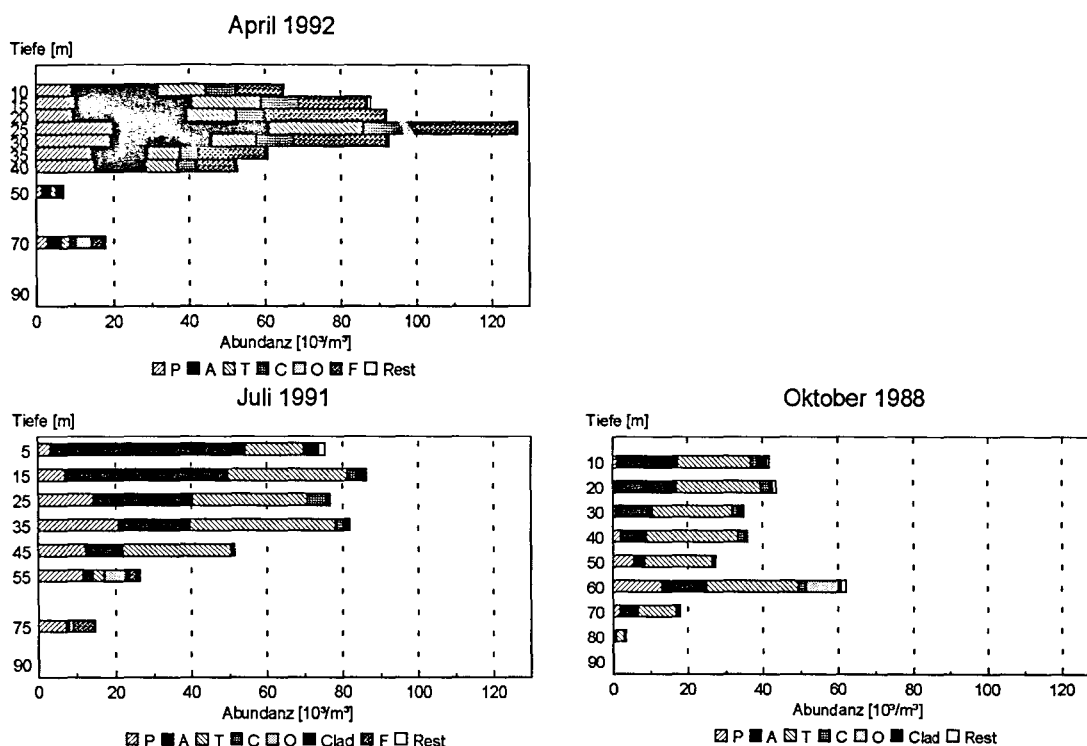 April 1992
Tiefe [m]
10
15
20
25
30
35
40
50
70
90
0 20 40 60 80 100 120
Abundanz [10³/m³]
P A T C O F Rest
Juli 1991
Tiefe [m]
5
15
25
35
45
55
75
90
0 20 40 60 80 100 120
Abundanz [10³/m³]
P A T C O Clad F Rest
Oktober 1988
Tiefe [m]
10
20
30
40
50
60
70
80
90
0 20 40 60 80 100 120
Abundanz [10³/m³]
P A T C O Clad Rest